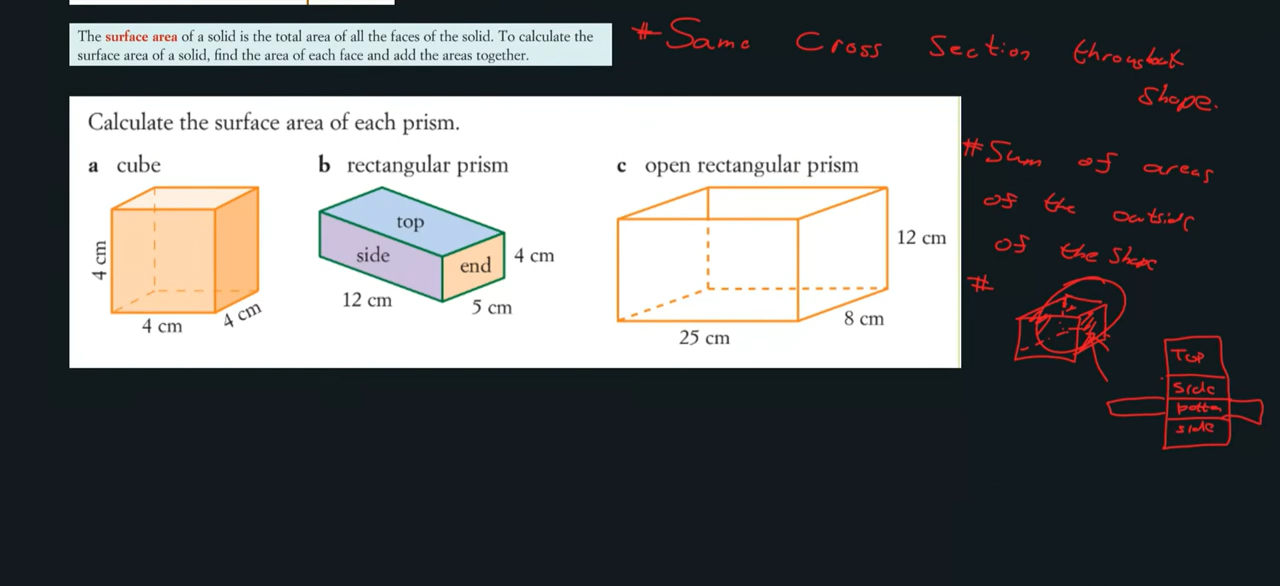 The surface area of a solid is the total area of all the faces of the solid. To calculate the
surface area of a solid, find the area of each face and add the areas together.
# Same Cross Section throughout
Shape.
Calculate the surface area of each prism.
a cube
b rectangular prism
c open rectangular prism
4 cm
4 cm
4 cm
top
side
end
4 cm
12 cm
5 cm
12 cm
8 cm
25 cm
# Sum of areas
of the outside
of the Shape
#
Top
side
bottom
side